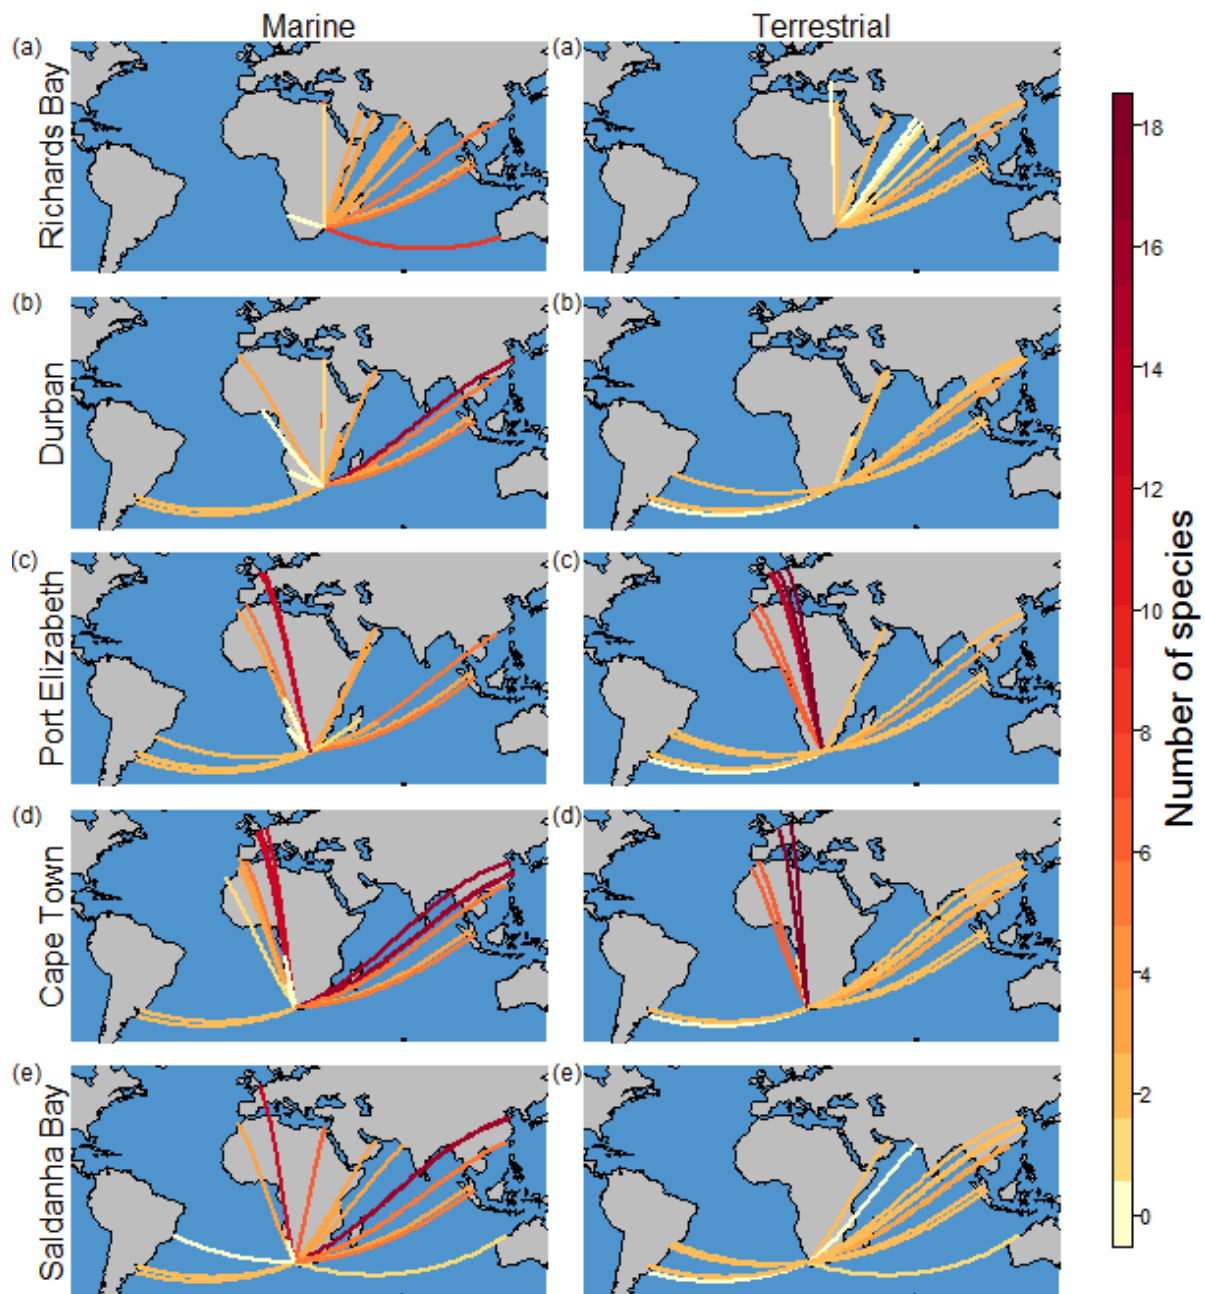 Marine
Terrestrial
(a)
Richards Bay
(a)
(b)
Durban
(b)
(c)
Port Elizabeth
(c)
(d)
Cape Town
(d)
(e)
Saldanha Bay
(e)
18
16
14
12
10
8
6
4
2
0
Number of species